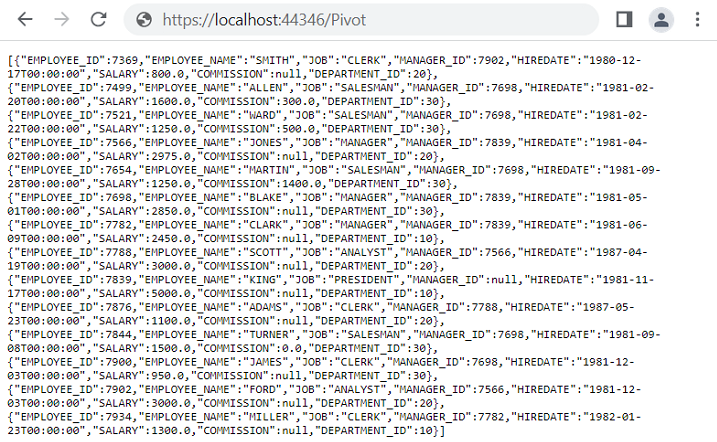 https://localhost:44346/Pivot
[{"EMPLOYEE_ID":7369,"EMPLOYEE_NAME":"SMITH","JOB":"CLERK","MANAGER_ID":7902,"HIREDATE":"1980-12-
17T00:00:00","SALARY":800.0,"COMMISSION":null,"DEPARTMENT_ID":20},
{"EMPLOYEE_ID":7499,"EMPLOYEE_NAME":"ALLEN","JOB":"SALESMAN","MANAGER_ID":7698,"HIREDATE":"1981-02-
20T00:00:00","SALARY":1600.0,"COMMISSION":300.0,"DEPARTMENT_ID":30},
{"EMPLOYEE_ID":7521,"EMPLOYEE_NAME":"WARD","JOB":"SALESMAN","MANAGER_ID":7698,"HIREDATE":"1981-02-
22T00:00:00","SALARY":1250.0,"COMMISSION":500.0,"DEPARTMENT_ID":30},
{"EMPLOYEE_ID":7566,"EMPLOYEE_NAME":"JONES","JOB":"MANAGER","MANAGER_ID":7839,"HIREDATE":"1981-04-
02T00:00:00","SALARY":2975.0,"COMMISSION":null,"DEPARTMENT_ID":20},
{"EMPLOYEE_ID":7654,"EMPLOYEE_NAME":"MARTIN","JOB":"SALESMAN","MANAGER_ID":7698,"HIREDATE":"1981-09-
28T00:00:00","SALARY":1250.0,"COMMISSION":1400.0,"DEPARTMENT_ID":30},
{"EMPLOYEE_ID":7698,"EMPLOYEE_NAME":"BLAKE","JOB":"MANAGER","MANAGER_ID":7839,"HIREDATE":"1981-05-
01T00:00:00","SALARY":2850.0,"COMMISSION":null,"DEPARTMENT_ID":30},
{"EMPLOYEE_ID":7782,"EMPLOYEE_NAME":"CLARK","JOB":"MANAGER","MANAGER_ID":7839,"HIREDATE":"1981-06-
09T00:00:00","SALARY":2450.0,"COMMISSION":null,"DEPARTMENT_ID":10},
{"EMPLOYEE_ID":7788,"EMPLOYEE_NAME":"SCOTT","JOB":"ANALYST","MANAGER_ID":7566,"HIREDATE":"1987-04-
19T00:00:00","SALARY":3000.0,"COMMISSION":null,"DEPARTMENT_ID":20},
{"EMPLOYEE_ID":7839,"EMPLOYEE_NAME":"KING","JOB":"PRESIDENT","MANAGER_ID":null,"HIREDATE":"1981-11-
17T00:00:00","SALARY":5000.0,"COMMISSION":null,"DEPARTMENT_ID":10},
{"EMPLOYEE_ID":7876,"EMPLOYEE_NAME":"ADAMS","JOB":"CLERK","MANAGER_ID":7788,"HIREDATE":"1987-05-
23T00:00:00","SALARY":1100.0,"COMMISSION":null,"DEPARTMENT_ID":20},
{"EMPLOYEE_ID":7844,"EMPLOYEE_NAME":"TURNER","JOB":"SALESMAN","MANAGER_ID":7698,"HIREDATE":"1981-09-
08T00:00:00","SALARY":1500.0,"COMMISSION":0.0,"DEPARTMENT_ID":30},
{"EMPLOYEE_ID":7900,"EMPLOYEE_NAME":"JAMES","JOB":"CLERK","MANAGER_ID":7698,"HIREDATE":"1981-12-
03T00:00:00","SALARY":950.0,"COMMISSION":null,"DEPARTMENT_ID":30},
{"EMPLOYEE_ID":7902,"EMPLOYEE_NAME":"FORD","JOB":"ANALYST","MANAGER_ID":7566,"HIREDATE":"1981-12-
03T00:00:00","SALARY":3000.0,"COMMISSION":null,"DEPARTMENT_ID":20},
{"EMPLOYEE_ID":7934,"EMPLOYEE_NAME":"MILLER","JOB":"CLERK","MANAGER_ID":7782,"HIREDATE":"1982-01-
23T00:00:00","SALARY":1300.0,"COMMISSION":null,"DEPARTMENT_ID":10}]